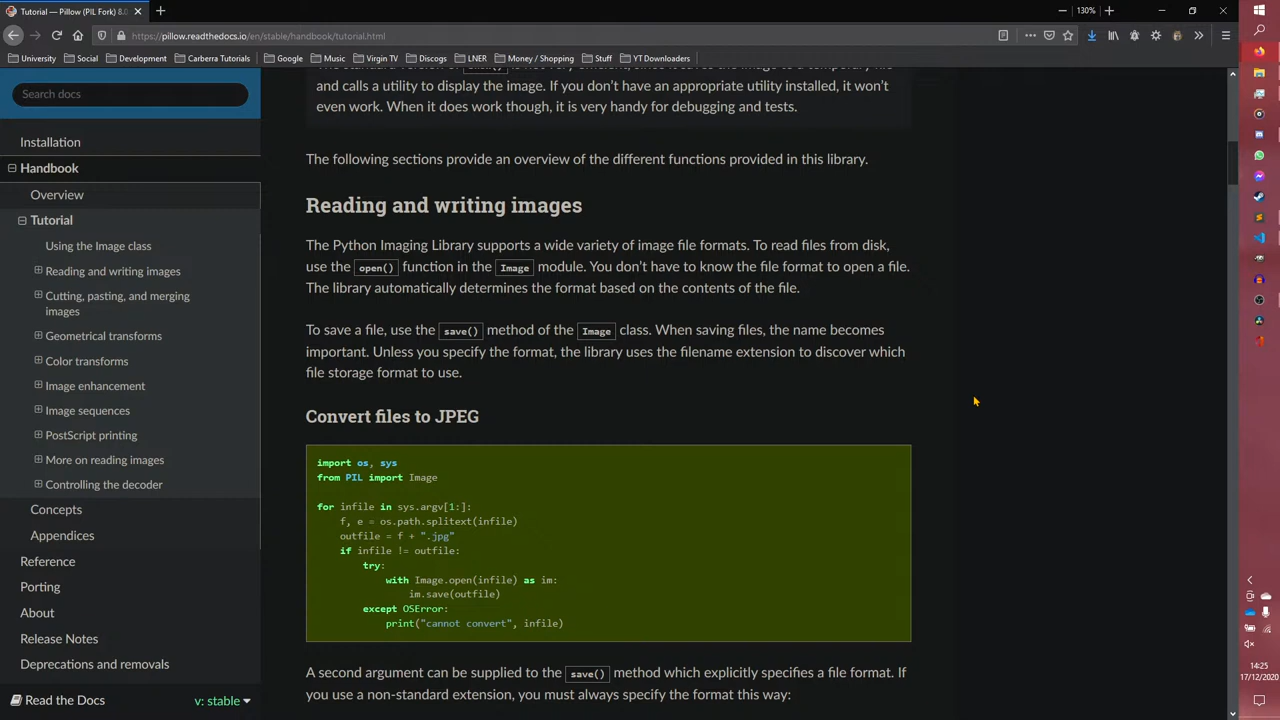 Tutorial — Pillow (PIL Fork) 8.0
130%
https://pillow.readthedocs.io/en/stable/handbook/tutorial.html
University
Social
Development
Carberra Tutorials
Google
Music
Virgin TV
Discogs
LNER
Money / Shopping
Stuff
YT Downloaders
Search docs
Installation
Handbook
Overview
Tutorial
Using the Image class
Reading and writing images
Cutting, pasting, and merging
images
Geometrical transforms
Color transforms
Image enhancement
Image sequences
PostScript printing
More on reading images
Controlling the decoder
Concepts
Appendices
Reference
Porting
About
Release Notes
Deprecations and removals
Read the Docs
v: stable
and calls a utility to display the image. If you don't have an appropriate utility installed, it won't
even work. When it does work though, it is very handy for debugging and tests.
The following sections provide an overview of the different functions provided in this library.
Reading and writing images
The Python Imaging Library supports a wide variety of image file formats. To read files from disk,
use the open() function in the Image module. You don't have to know the file format to open a file.
The library automatically determines the format based on the contents of the file.
To save a file, use the save() method of the Image class. When saving files, the name becomes
important. Unless you specify the format, the library uses the filename extension to discover which
file storage format to use.
Convert files to JPEG
import os, sys
from PIL import Image
for infile in sys.argv[1:]:
f, e = os.path.splitext(infile)
outfile = f + ".jpg"
if infile != outfile:
try:
with Image.open(infile) as im:
im.save(outfile)
except OSError:
print("cannot convert", infile)
A second argument can be supplied to the save() method which explicitly specifies a file format. If
you use a non-standard extension, you must always specify the format this way:
14:25
17/12/2020